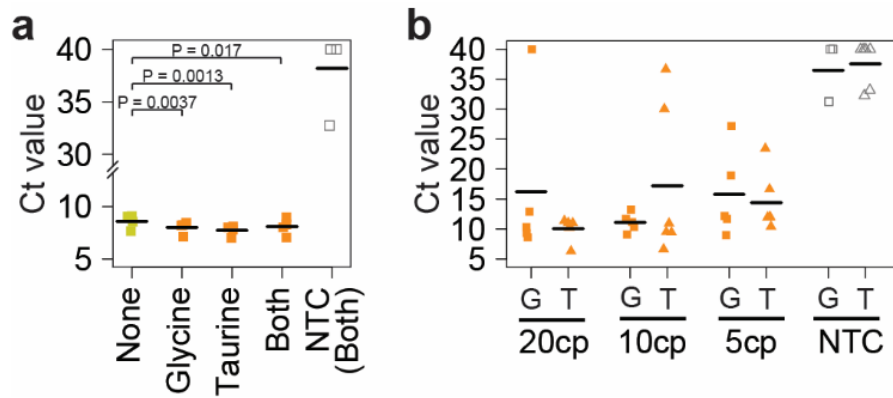 a
Ct value
40
35
30
10
5
P = 0.017
P = 0.0013
P = 0.0037
None
Glycine
Taurine
Both
NTC
(Both)
b
Ct value
40
35
30
25
20
15
10
5
G T G T G T G T
20cp 10cp 5cp NTC